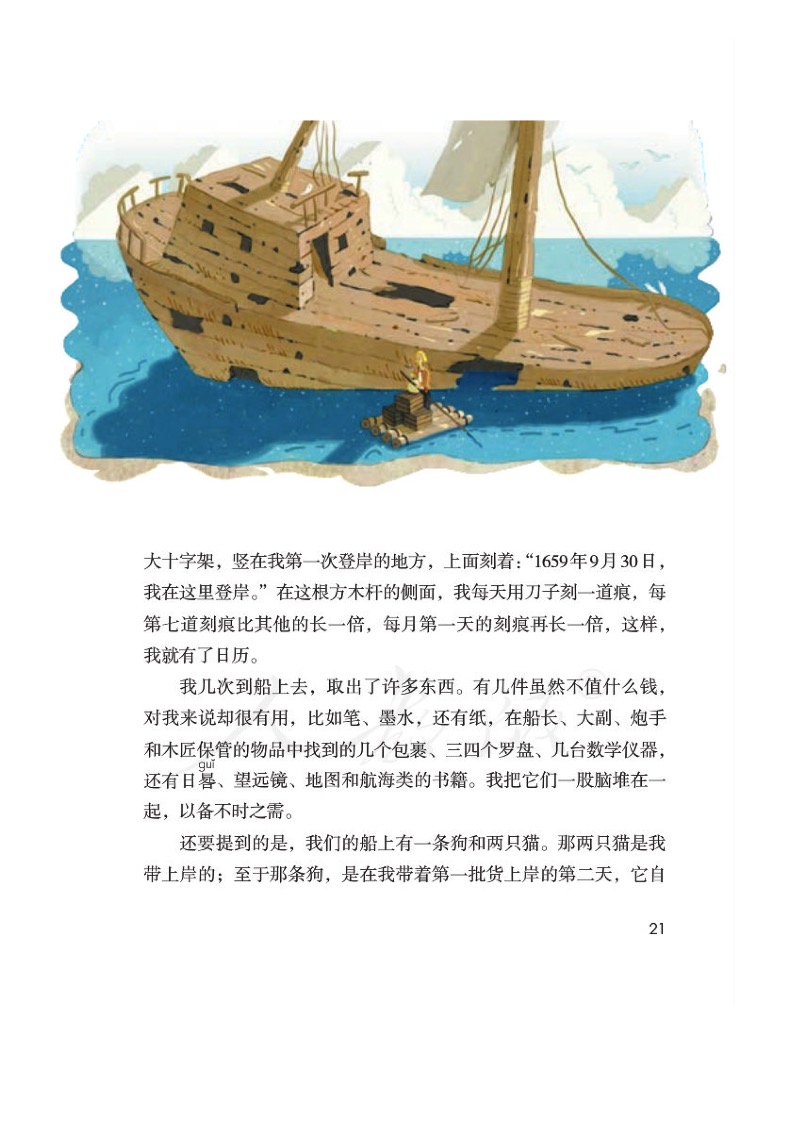 大十字架，竖在我第一次登岸的地方，上面刻着：“1659年9月30日，
我在这里登岸。”在这根方木杆的侧面，我每天用刀子刻一道痕，每
第七道刻痕比其他的长一倍，每月第一天的刻痕再长一倍，这样，
我就有了日历。
我几次到船上去，取出了许多东西。有几件虽然不值什么钱，
对我来说却很有用，比如笔、墨水，还有纸，在船长、大副、炮手
和木匠保管的物品中找到的几个包裹、三四个罗盘、几台数学仪器，
guǐ
还有日晷、望远镜、地图和航海类的书籍。我把它们一股脑堆在一
起，以备不时之需。
还要提到的是，我们的船上有一条狗和两只猫。那两只猫是我
带上岸的；至于那条狗，是在我带着第一批货上岸的第二天，它自
21